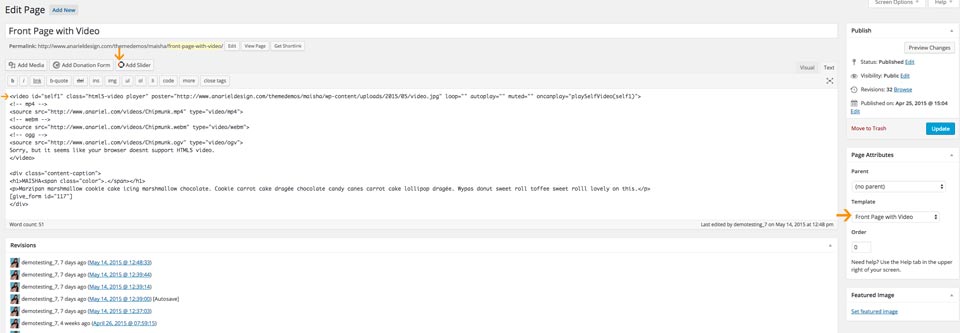 Edit Page Add New
Screen Options Help
Front Page with Video
Permalink: http://www.anarieldesign.com/themedemos/maisha/front-page-with-video/ Edit View Page Get Shortlink
Add Media Add Donation Form Add Slider
Visual Text
b i link b-quote del ins img ul ol li code more close tags
<video id="self1" class="html5-video player" poster="http://www.anarieldesign.com/themedemos/maisha/wp-content/uploads/2015/05/video.jpg" loop="" autoplay="" muted="" oncanplay="playSelfVideo(self1)">
<!-- mp4 -->
<source src="http://www.anariel.com/videos/Chipmunk.mp4" type="video/mp4">
<!-- webm -->
<source src="http://www.anariel.com/videos/Chipmunk.webm" type="video/webm">
<!-- ogg -->
<source src="http://www.anariel.com/videos/Chipmunk.ogv" type="video/ogv">
Sorry, but it seems like your browser doesnt support HTML5 video.
</video>
<div class="content-caption">
<h1>MAISHA<span class="color">.</span></h1>
<p>Marzipan marshmallow cookie cake icing marshmallow chocolate. Cookie carrot cake dragée chocolate candy canes carrot cake lollipop dragée. Wypas donut sweet roll toffee sweet rolll lovely on this.</p>
[give_form id="117"]
</div>
Word count: 51
Last edited by demotesting_7 on May 14, 2015 at 12:48 pm
Revisions
demotesting_7, 7 days ago (May 14, 2015 @ 12:48:33)
demotesting_7, 7 days ago (May 14, 2015 @ 12:39:44)
demotesting_7, 7 days ago (May 14, 2015 @ 12:39:14)
demotesting_7, 7 days ago (May 14, 2015 @ 12:39:00) [Autosave]
demotesting_7, 7 days ago (May 14, 2015 @ 12:37:03)
demotesting_7, 4 weeks ago (April 26, 2015 @ 07:59:15)
Publish
Preview Changes
Status: Published Edit
Visibility: Public Edit
Revisions: 32 Browse
Published on: Apr 25, 2015 @ 15:04
Edit
Move to Trash Update
Page Attributes
Parent
(no parent)
Template
Front Page with Video
Order
0
Need help? Use the Help tab in the upper
right of your screen.
Featured Image
Set featured image